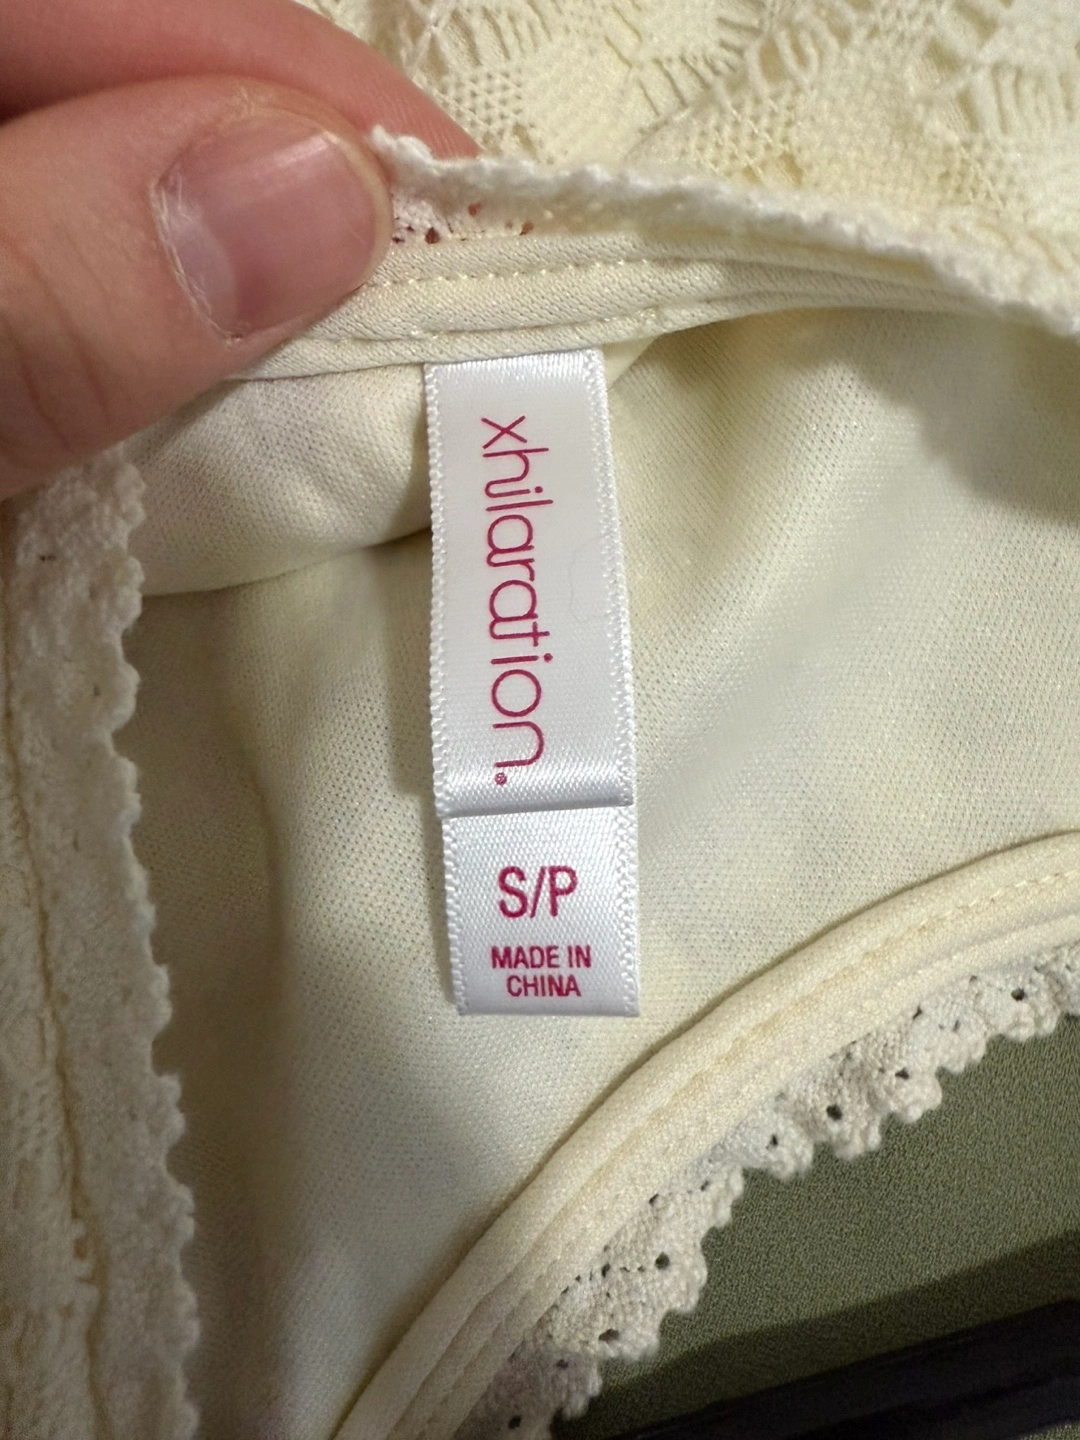 xhilaration.
S/P
MADE IN
CHINA